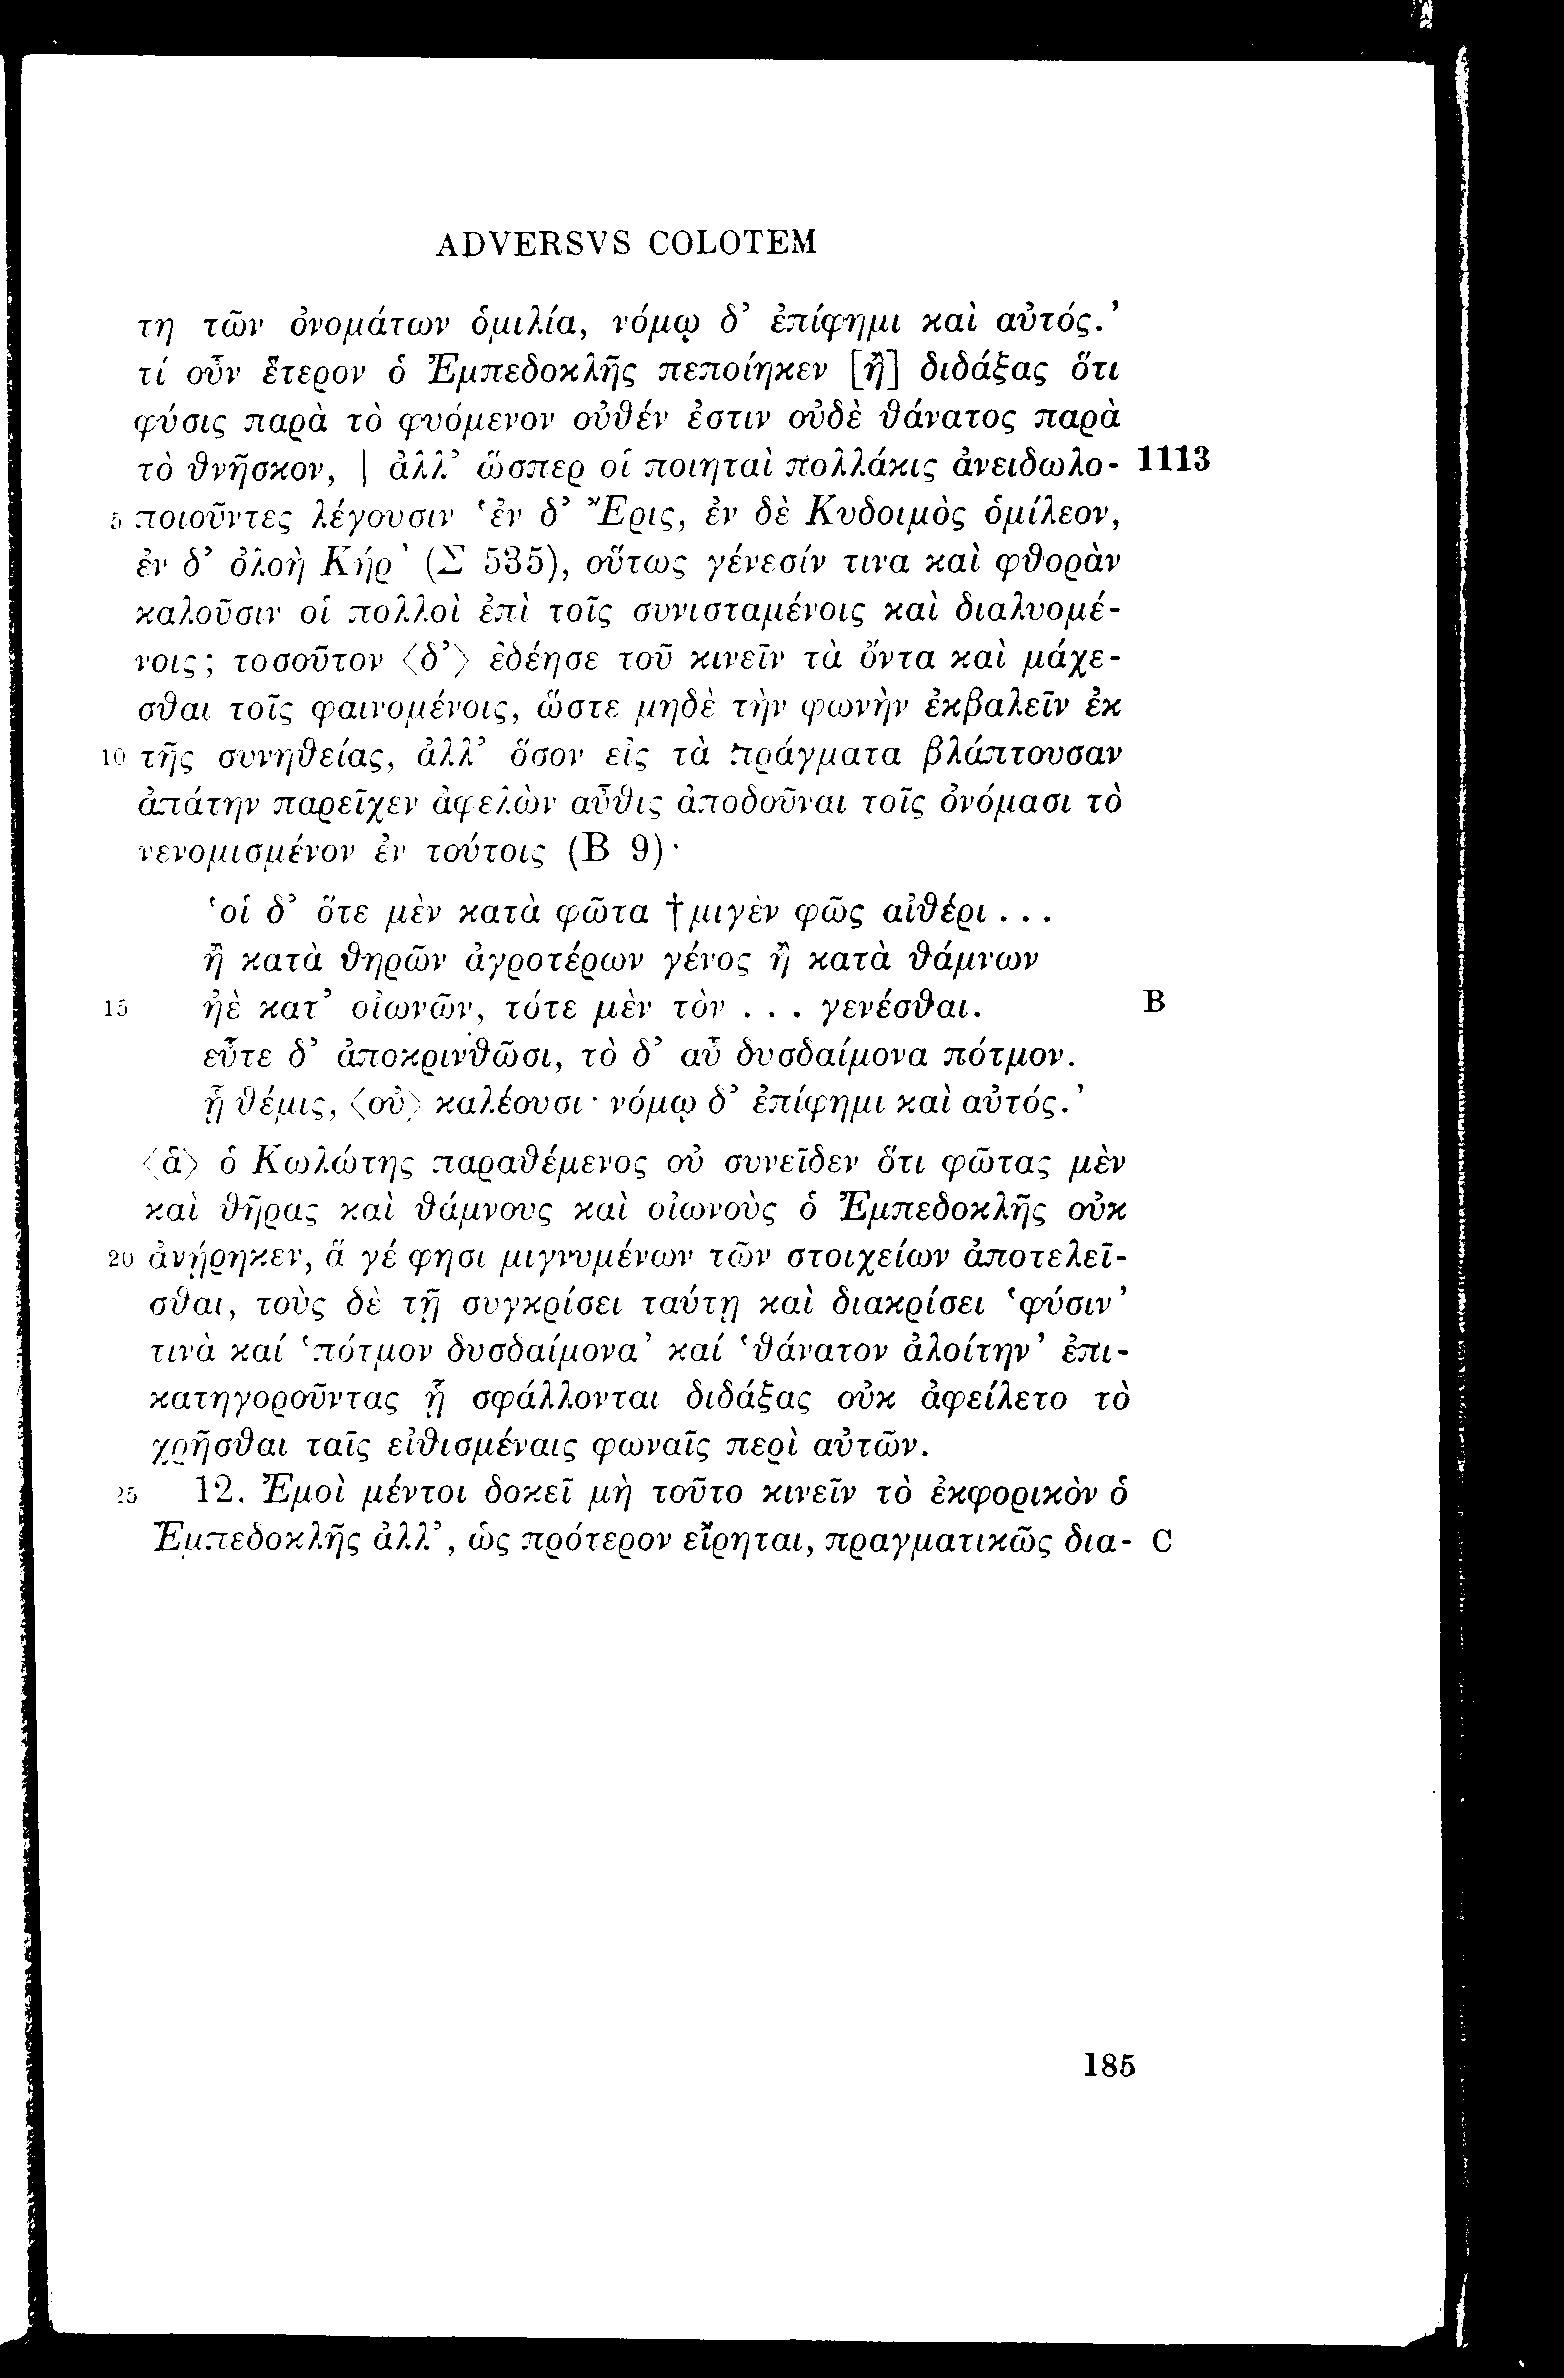 ADVERSVS COLOTEM
τη τῶν ὀνομάτων ὁμιλία, νόμῳ δ’ ἐπίφημι καὶ αὐτός.’
τί οὖν ἕτερον ὁ Ἐμπεδοκλῆς πεποίηκεν [ἢ] διδάξας ὅτι
φύσις παρὰ τὸ φυόμενον οὐθέν ἐστιν οὐδὲ θάνατος παρὰ
τὸ θνῆσκον, | ἀλλ’ ὥσπερ οἱ ποιηταὶ πολλάκις ἀνειδωλο- 1113
5 ποιοῦντες λέγουσιν ‘ἐν δ’ Ἔρις, ἐν δὲ Κυδοιμὸς ὁμίλεον,
ἐν δ’ ὀλοὴ Κήρ’ (Σ 535), οὕτως γένεσίν τινα καὶ φθορὰν
καλοῦσιν οἱ πολλοὶ ἐπὶ τοῖς συνισταμένοις καὶ διαλυομέ-
νοις; τοσοῦτον ⟨δ’⟩ ἐδέησε τοῦ κινεῖν τὰ ὄντα καὶ μάχε-
σθαι τοῖς φαινομένοις, ὥστε μηδὲ τὴν φωνὴν ἐκβαλεῖν ἐκ
10 τῆς συνηθείας, ἀλλ’ ὅσον εἰς τὰ πράγματα βλάπτουσαν
ἀπάτην παρεῖχεν ἀφελὼν αὖθις ἀποδοῦναι τοῖς ὀνόμασι τὸ
νενομισμένον ἐν τούτοις (B 9)·
‘οἱ δ’ ὅτε μὲν κατὰ φῶτα †μιγὲν φῶς αἰθέρι . . .
ἢ κατὰ θηρῶν ἀγροτέρων γένος ἢ κατὰ θάμνων
15 ἠὲ κατ’ οἰωνῶν, τότε μὲν τὸν . . . γενέσθαι. B
εὖτε δ’ ἀποκρινθῶσι, τὸ δ’ αὖ δυσδαίμονα πότμον.
ᾗ θέμις, ⟨οὐ⟩ καλέουσι· νόμῳ δ’ ἐπίφημι καὶ αὐτός.’
⟨ἃ⟩ ὁ Κωλώτης παραθέμενος οὐ συνεῖδεν ὅτι φῶτας μὲν
καὶ θῆρας καὶ θάμνους καὶ οἰωνοὺς ὁ Ἐμπεδοκλῆς οὐκ
20 ἀνῄρηκεν, ἅ γέ φησι μιγνυμένων τῶν στοιχείων ἀποτελεῖ-
σθαι, τοὺς δὲ τῇ συγκρίσει ταύτῃ καὶ διακρίσει ‘φύσιν’
τινὰ καί ‘πότμον δυσδαίμονα’ καί ‘θάνατον ἀλοίτην’ ἐπι-
κατηγοροῦντας ᾗ σφάλλονται διδάξας οὐκ ἀφείλετο τὸ
χρῆσθαι ταῖς εἰθισμέναις φωναῖς περὶ αὐτῶν.
25 12. Ἐμοὶ μέντοι δοκεῖ μὴ τοῦτο κινεῖν τὸ ἐκφορικὸν ὁ
Ἐμπεδοκλῆς ἀλλ’, ὡς πρότερον εἴρηται, πραγματικῶς δια- C
185